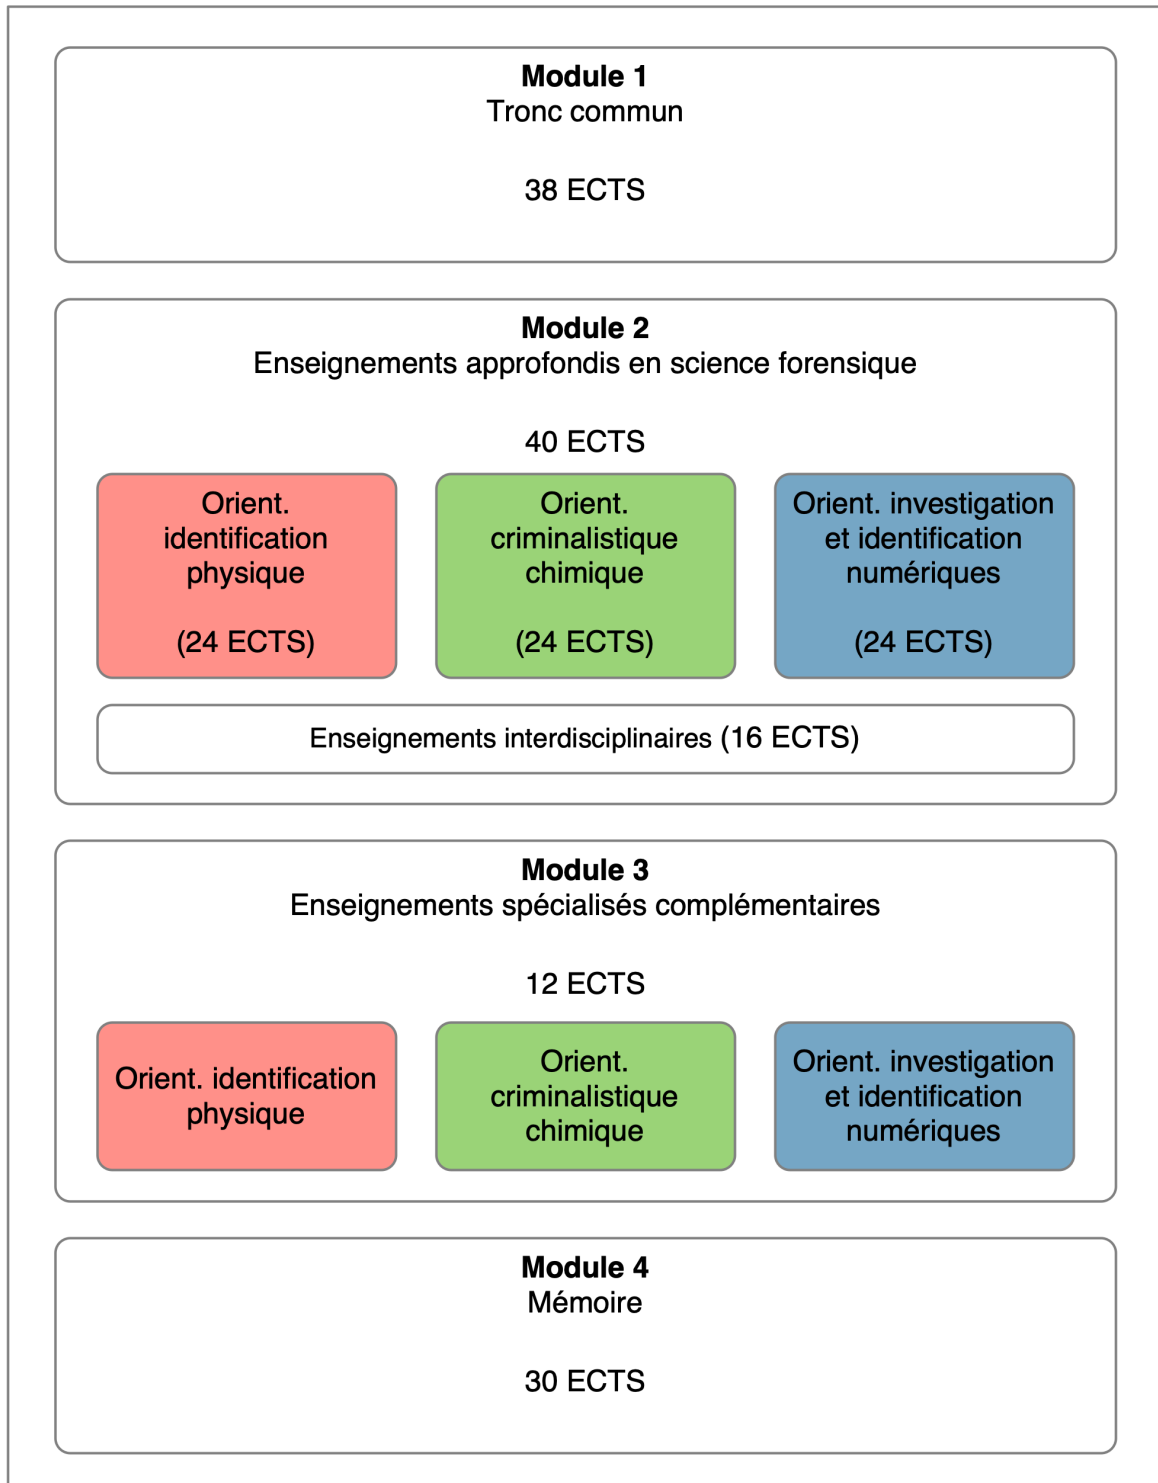 Module 1
Tronc commun
38 ECTS
Module 2
Enseignements approfondis en science forensique
40 ECTS
Orient.
identification
physique
(24 ECTS)
Orient.
criminalistique
chimique
(24 ECTS)
Orient. investigation
et identification
numériques
(24 ECTS)
Enseignements interdisciplinaires (16 ECTS)
Module 3
Enseignements spécialisés complémentaires
12 ECTS
Orient. identification
physique
Orient.
criminalistique
chimique
Orient. investigation
et identification
numériques
Module 4
Mémoire
30 ECTS